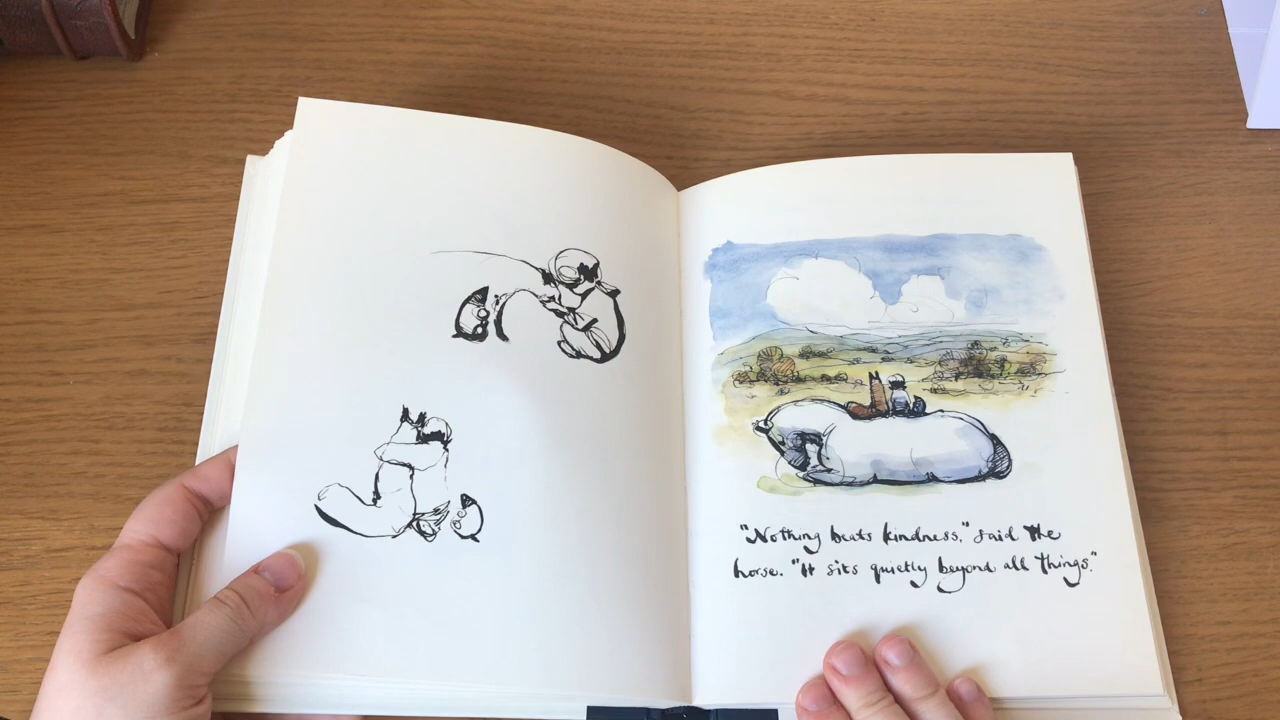 "Nothing beats kindness," said the
horse. "It sits quietly beyond all things."